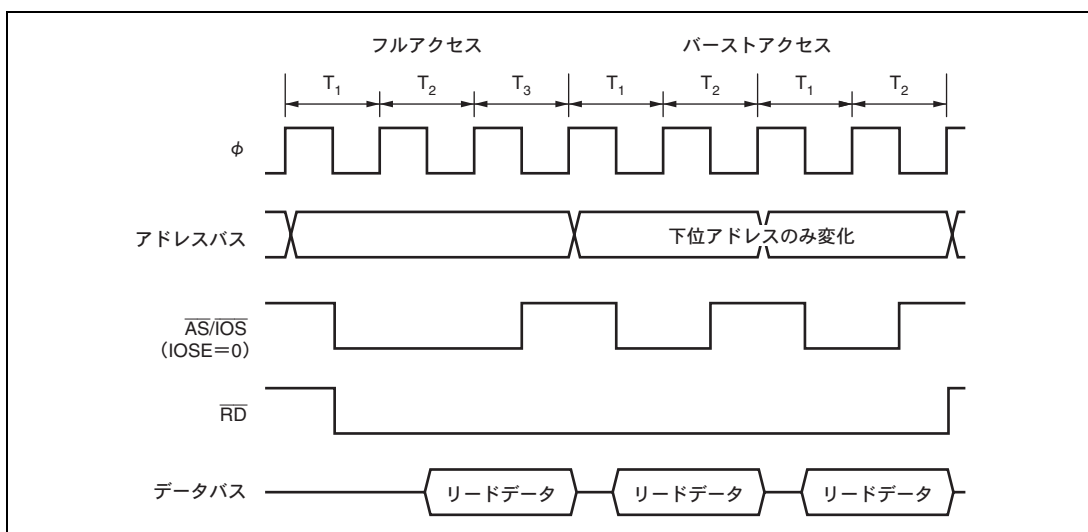 フルアクセス バーストアクセス
T₁ T₂ T₃ T₁ T₂ T₁ T₂
φ
アドレスバス 下位アドレスのみ変化
AS/IOS
(IOSE=0)
RD
データバス リードデータ リードデータ リードデータ